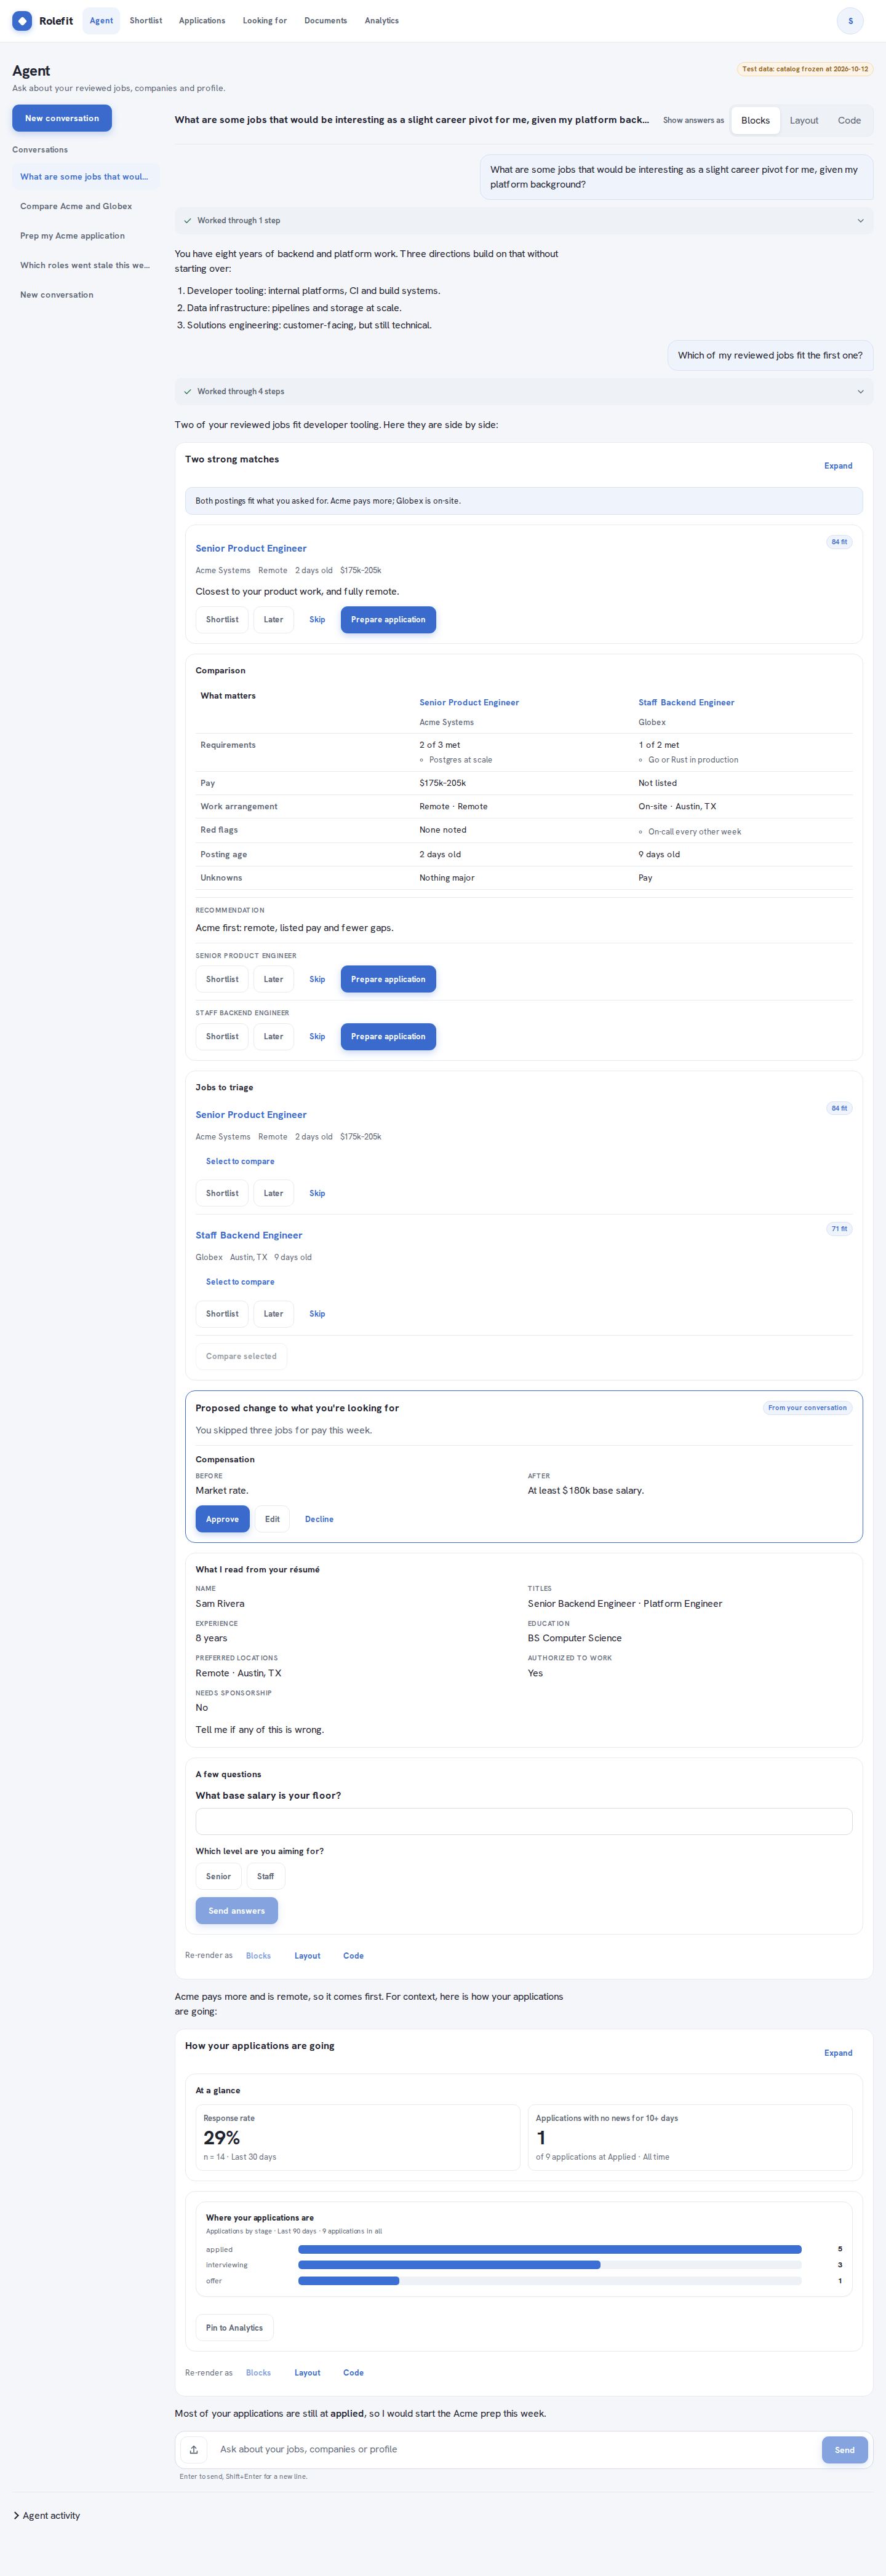 Rolefit
Agent
Shortlist
Applications
Looking for
Documents
Analytics
S
Agent
Test data: catalog frozen at 2026-10-12
Ask about your reviewed jobs, companies and profile.
New conversation
Conversations
What are some jobs that woul...
Compare Acme and Globex
Prep my Acme application
Which roles went stale this we...
New conversation
What are some jobs that would be interesting as a slight career pivot for me, given my platform back...
Show answers as
Blocks
Layout
Code
What are some jobs that would be interesting as a slight career pivot for me, given my
platform background?
Worked through 1 step
You have eight years of backend and platform work. Three directions build on that without
starting over:
1. Developer tooling: internal platforms, CI and build systems.
2. Data infrastructure: pipelines and storage at scale.
3. Solutions engineering: customer-facing, but still technical.
Which of my reviewed jobs fit the first one?
Worked through 4 steps
Two of your reviewed jobs fit developer tooling. Here they are side by side:
Two strong matches
Expand
Both postings fit what you asked for. Acme pays more; Globex is on-site.
Senior Product Engineer
84 fit
Acme Systems Remote 2 days old $175k–205k
Closest to your product work, and fully remote.
Shortlist
Later
Skip
Prepare application
Comparison
What matters
Senior Product Engineer
Acme Systems
Staff Backend Engineer
Globex
Requirements
2 of 3 met
Postgres at scale
1 of 2 met
Go or Rust in production
Pay
$175k–205k
Not listed
Work arrangement
Remote · Remote
On-site · Austin, TX
Red flags
None noted
On-call every other week
Posting age
2 days old
9 days old
Unknowns
Nothing major
Pay
RECOMMENDATION
Acme first: remote, listed pay and fewer gaps.
SENIOR PRODUCT ENGINEER
Shortlist
Later
Skip
Prepare application
STAFF BACKEND ENGINEER
Shortlist
Later
Skip
Prepare application
Jobs to triage
Senior Product Engineer
84 fit
Acme Systems Remote 2 days old $175k–205k
Select to compare
Shortlist
Later
Skip
Staff Backend Engineer
71 fit
Globex Austin, TX 9 days old
Select to compare
Shortlist
Later
Skip
Compare selected
Proposed change to what you're looking for
From your conversation
You skipped three jobs for pay this week.
Compensation
BEFORE
Market rate.
AFTER
At least $180k base salary.
Approve
Edit
Decline
What I read from your résumé
NAME
Sam Rivera
TITLES
Senior Backend Engineer · Platform Engineer
EXPERIENCE
8 years
EDUCATION
BS Computer Science
PREFERRED LOCATIONS
Remote · Austin, TX
AUTHORIZED TO WORK
Yes
NEEDS SPONSORSHIP
No
Tell me if any of this is wrong.
A few questions
What base salary is your floor?
Which level are you aiming for?
Senior
Staff
Send answers
Re-render as
Blocks
Layout
Code
Acme pays more and is remote, so it comes first. For context, here is how your applications
are going:
How your applications are going
Expand
At a glance
Response rate
29%
n = 14 · Last 30 days
Applications with no news for 10+ days
1
of 9 applications at Applied · All time
Where your applications are
Applications by stage · Last 90 days · 9 applications in all
applied
5
interviewing
3
offer
1
Pin to Analytics
Re-render as
Blocks
Layout
Code
Most of your applications are still at applied, so I would start the Acme prep this week.
Ask about your jobs, companies or profile
Send
Enter to send, Shift+Enter for a new line.
Agent activity